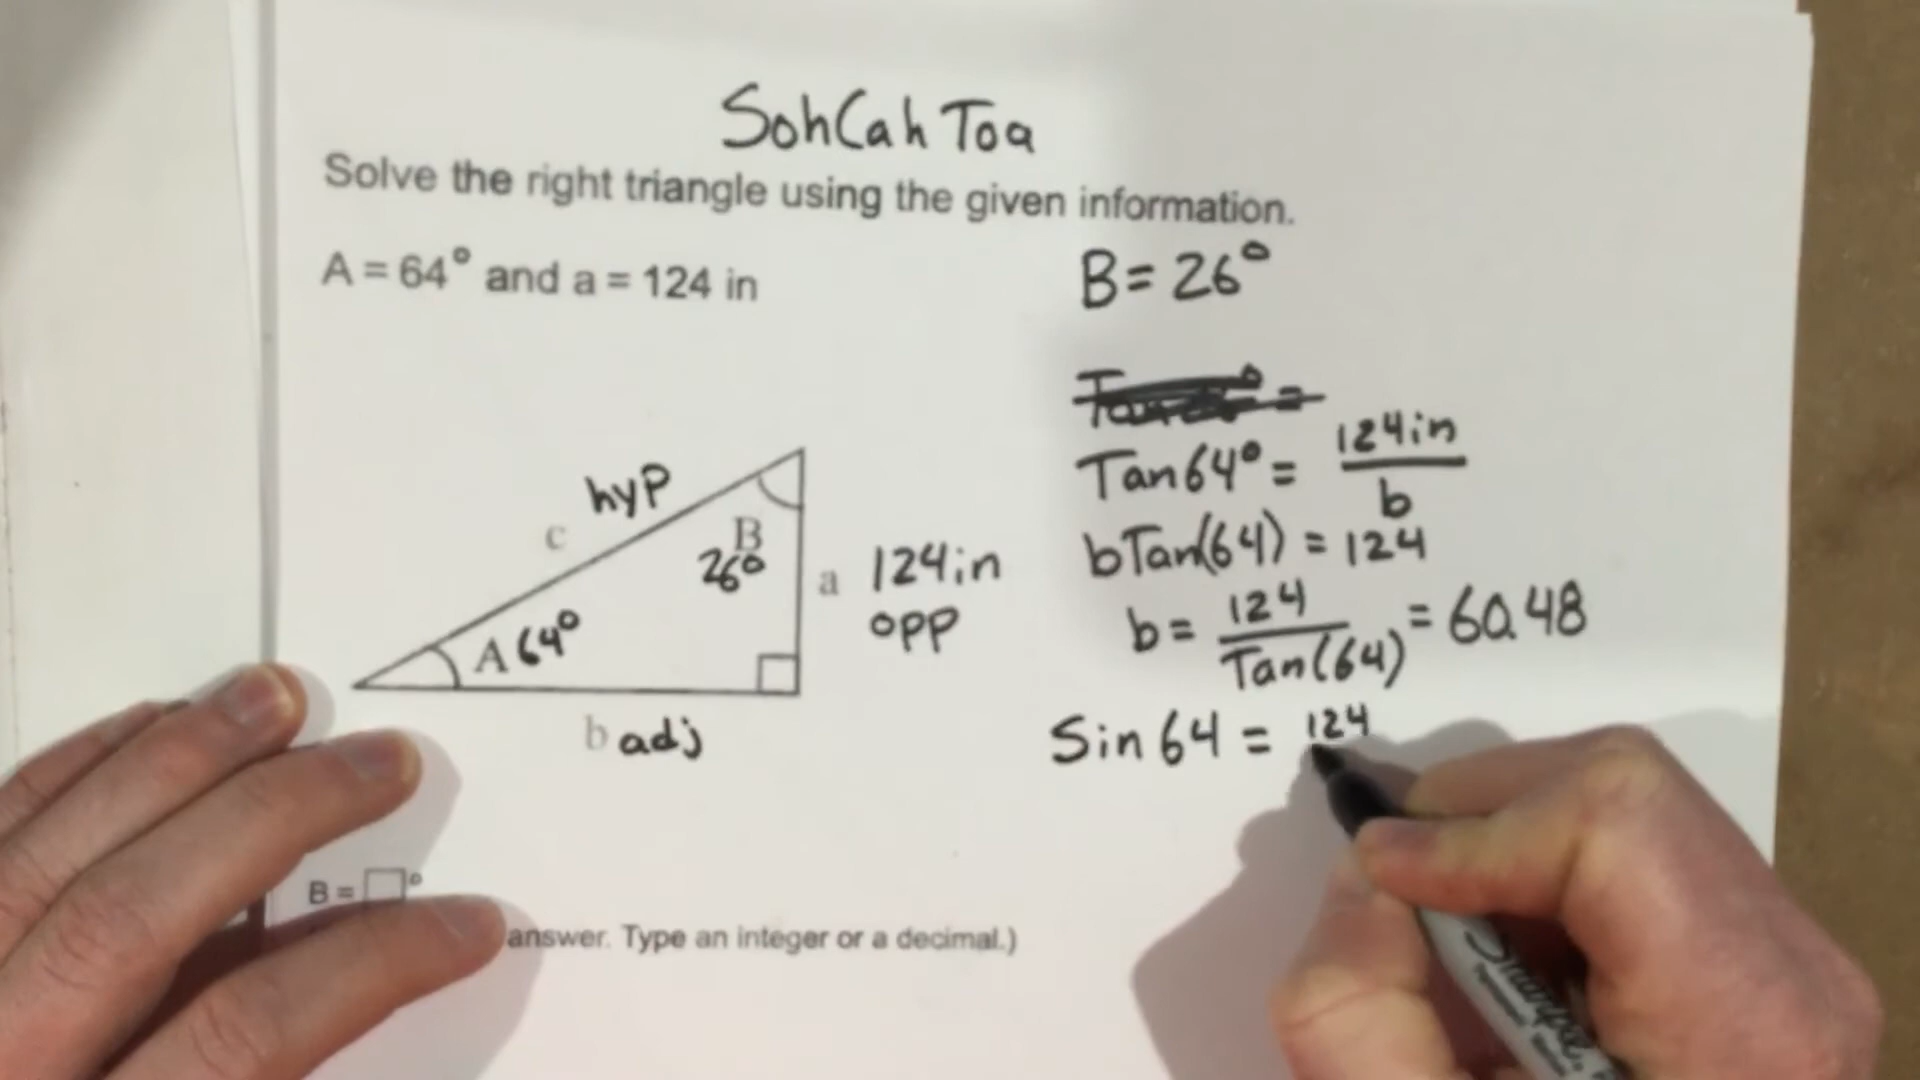 SohCahToa
Solve the right triangle using the given information.
A = 64° and a = 124 in
B = 26°
Tan64° = 124in / b
bTan(64) = 124
b = 124 / Tan(64) = 60.48
Sin 64 = 124
hyp
c
B
26°
a 124in
opp
A 64°
b adj
B = °
answer. Type an integer or a decimal.)
Sharpie